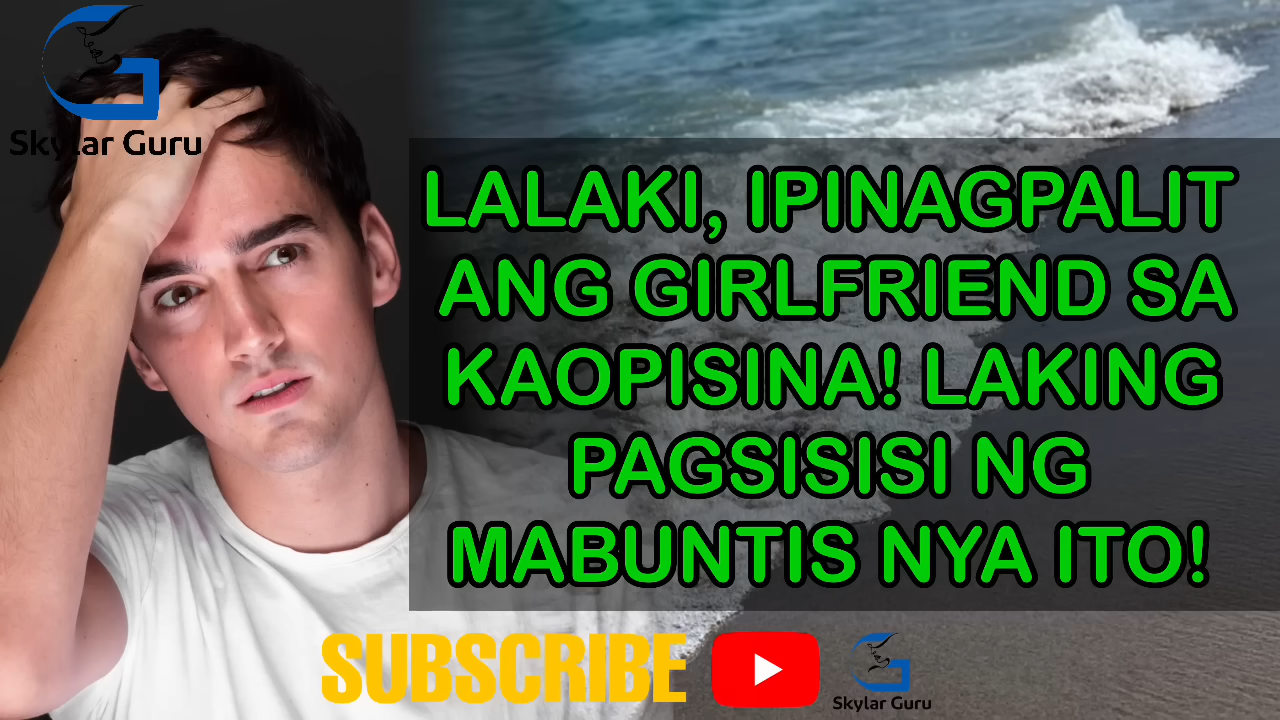 Skylar Guru
LALAKI, IPINAGPALIT
ANG GIRLFRIEND SA
KAOPISINA! LAKING
PAGSISISI NG
MABUNTIS NYA ITO!
SUBSCRIBE
Skylar Guru